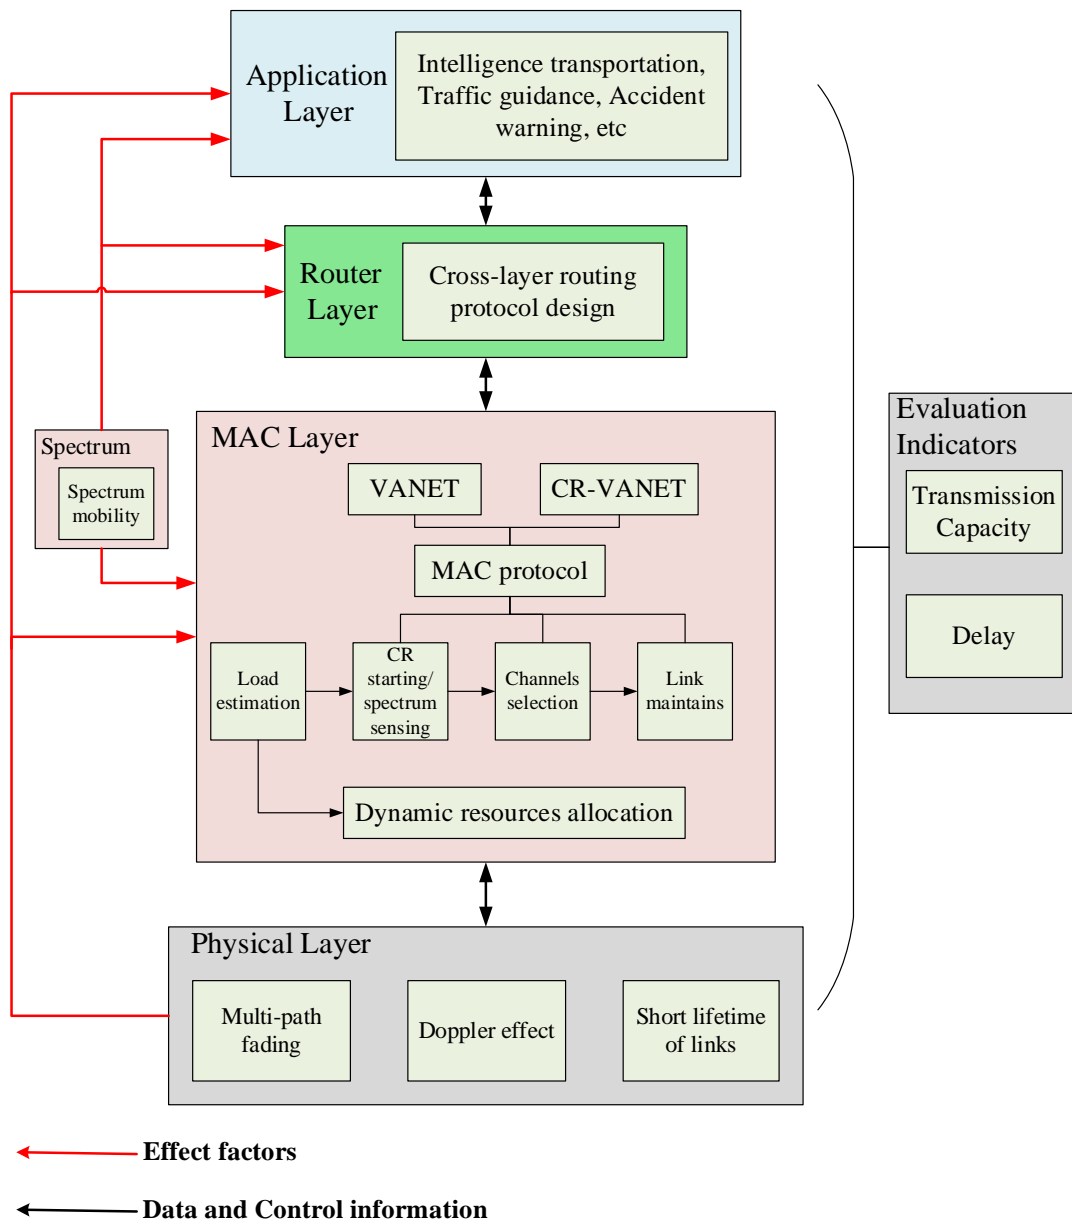 Application
Layer
Intelligence transportation,
Traffic guidance, Accident
warning, etc
Router
Layer
Cross-layer routing
protocol design
Spectrum
Spectrum
mobility
MAC Layer
VANET
CR-VANET
MAC protocol
Load
estimation
CR
starting/
spectrum
sensing
Channels
selection
Link
maintains
Dynamic resources allocation
Evaluation
Indicators
Transmission
Capacity
Delay
Physical Layer
Multi-path
fading
Doppler effect
Short lifetime
of links
Effect factors
Data and Control information